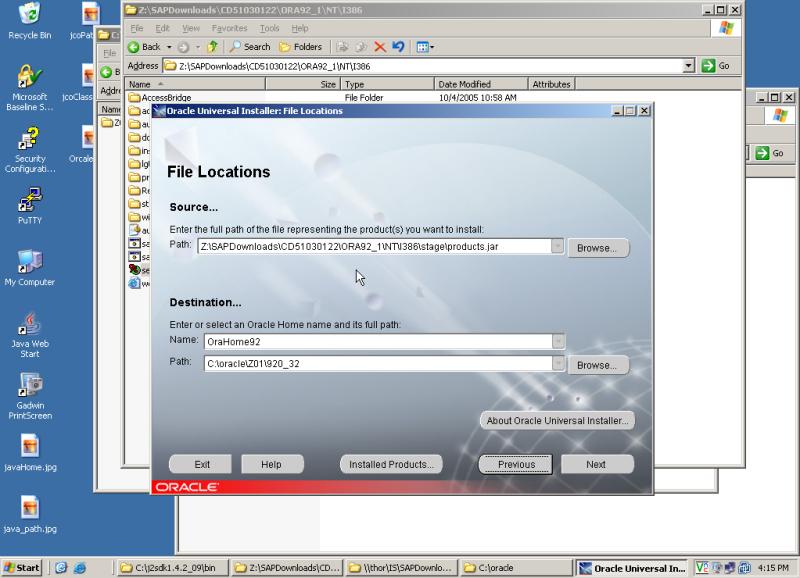 Recycle Bin
jcoPat
Microsoft
Baseline S...
jcoClass
Security
Configurati...
Orcale
PuTTY
My Computer
Java Web
Start
Gadwin
PrintScreen
javaHome.jpg
java_path.jpg
Z:\SAPDownloads\CD51030122\ORA92_1\NT\I386
File Edit View Favorites Tools Help
Back Search Folders
Address Z:\SAPDownloads\CD51030122\ORA92_1\NT\I386 Go
Name Size Type Date Modified Attributes
AccessBridge File Folder 10/4/2005 10:58 AM
Go
Oracle Universal Installer: File Locations
File Locations
Source...
Enter the full path of the file representing the product(s) you want to install:
Path: Z:\SAPDownloads\CD51030122\ORA92_1\NT\I386\stage\products.jar Browse...
Destination...
Enter or select an Oracle Home name and its full path:
Name: OraHome92
Path: C:\oracle\Z01\920_32 Browse...
About Oracle Universal Installer...
Exit Help Installed Products... Previous Next
ORACLE
Start C:\j2sdk1.4.2_09\bin Z:\SAPDownloads\CD... \\thor\IS\SAPDownlo... C:\oracle Oracle Universal In... 4:15 PM